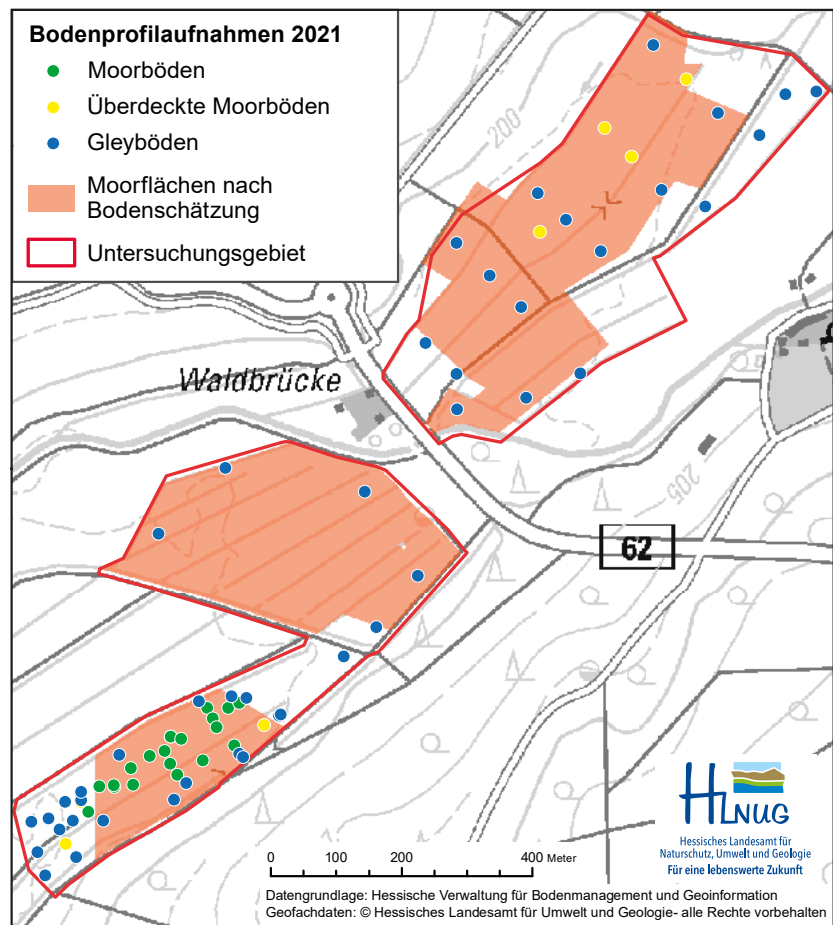 Bodenprofilaufnahmen 2021
Moorböden
Überdeckte Moorböden
Gleyböden
Moorflächen nach
Bodenschätzung
Untersuchungsgebiet
200
Waldbrücke
205
62
HLNUG
Hessisches Landesamt für
Naturschutz, Umwelt und Geologie
Für eine lebenswerte Zukunft
0 100 200 400 Meter
Datengrundlage: Hessische Verwaltung für Bodenmanagement und Geoinformation
Geofachdaten: © Hessisches Landesamt für Umwelt und Geologie- alle Rechte vorbehalten